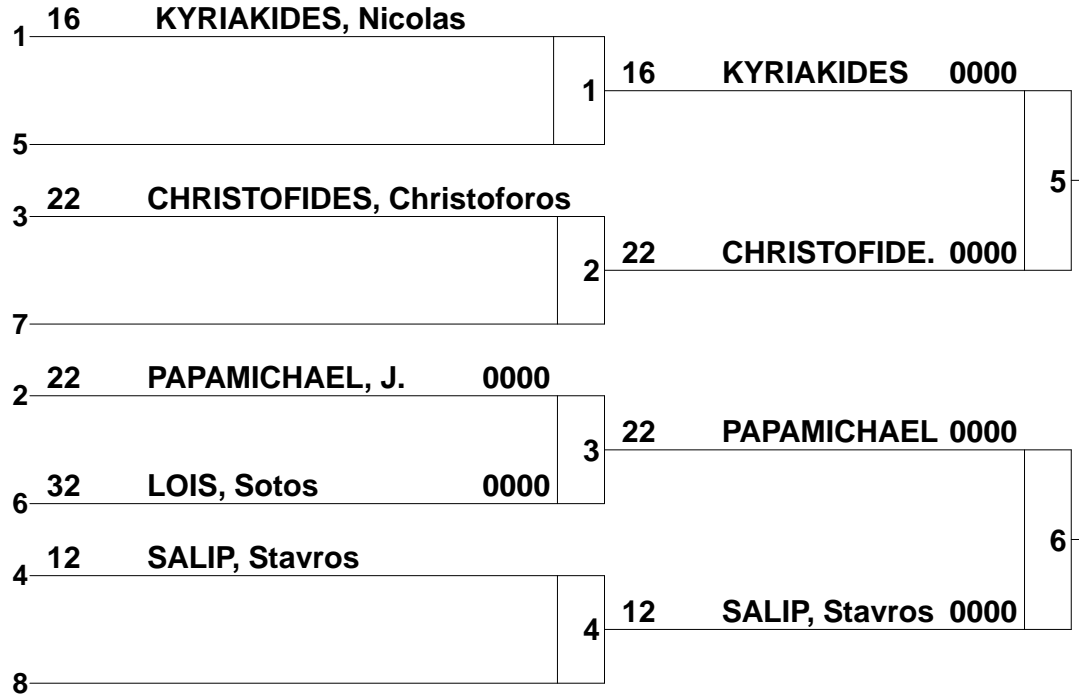 1 16 KYRIAKIDES, Nicolas
1 16 KYRIAKIDES 0000
5
3 22 CHRISTOFIDES, Christoforos
5
2 22 CHRISTOFIDE. 0000
7
2 22 PAPAMICHAEL, J. 0000
3 22 PAPAMICHAEL 0000
6 32 LOIS, Sotos 0000
4 12 SALIP, Stavros
6
4 12 SALIP, Stavros 0000
8